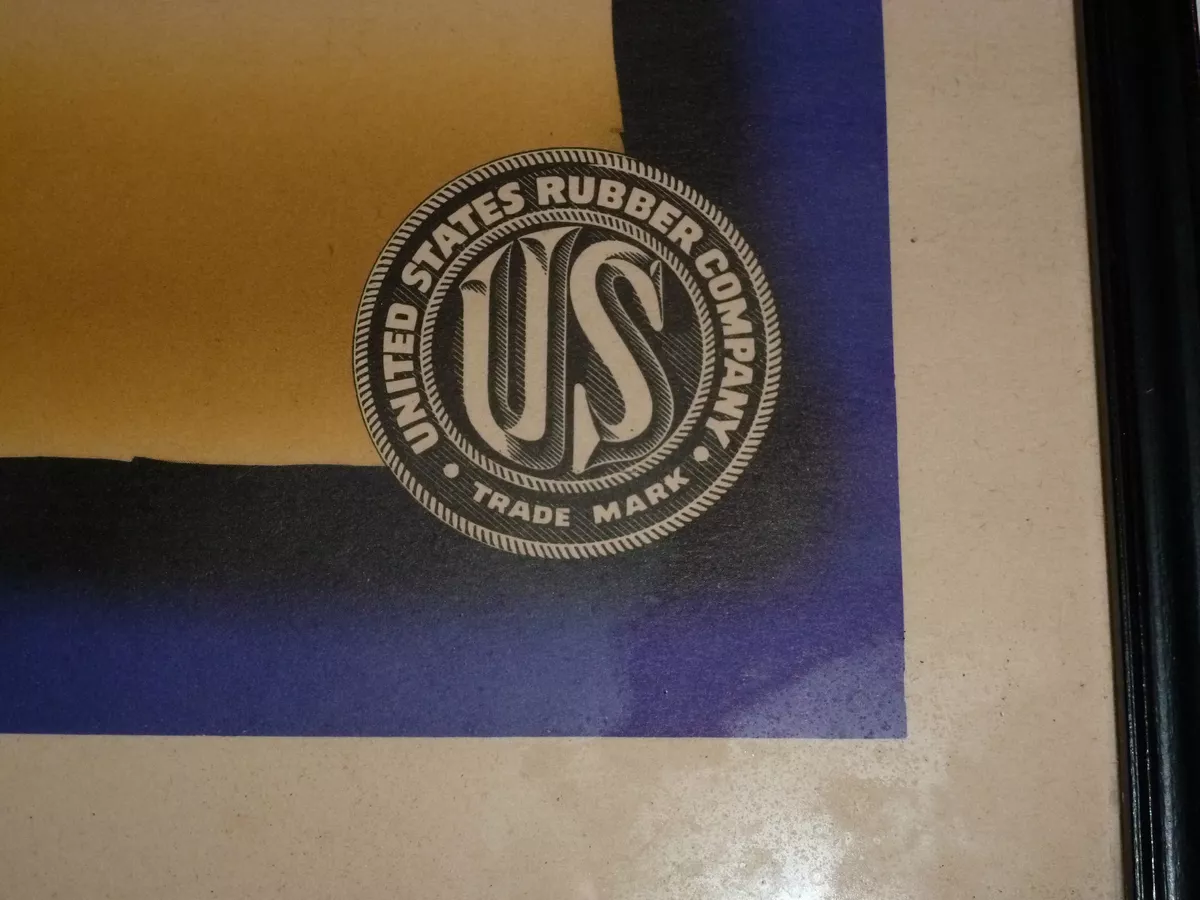 UNITED STATES RUBBER COMPANY
US
• TRADE MARK •